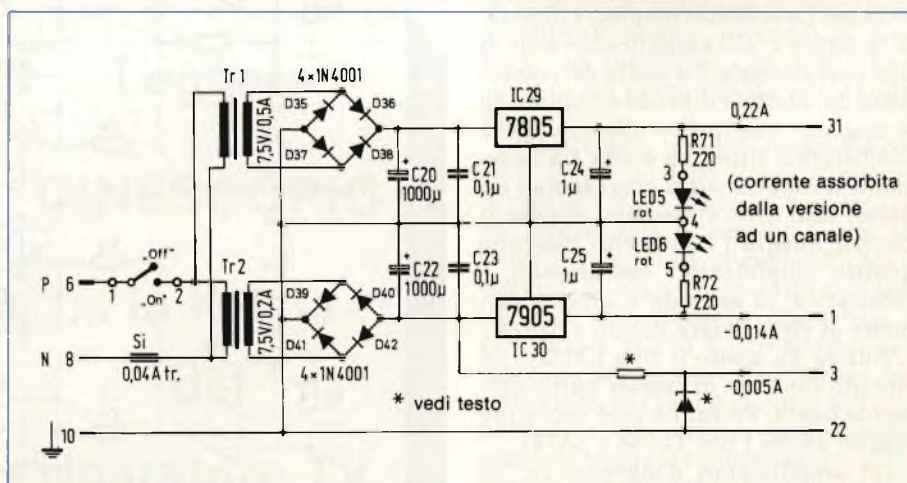 Tr 1
4×1N4001
7,5V/0,5A
D35
D36
D37
D38
C20
1000µ
C21
0,1µ
IC29
7805
C24
1µ
0,22A
31
R71
220
3
LED5
rot
4
LED6
rot
5
R72
220
(corrente assorbita
dalla versione
ad un canale)
P 6
1
„Off"
„On"
2
Tr 2
7,5V/0,2A
D39
D40
D41
D42
4×1N4001
C22
1000µ
C23
0,1µ
C25
1µ
7905
IC30
1
-0,014A
N 8
Si
0,04A tr.
* vedi testo
*
-0,005A
3
*
10
22